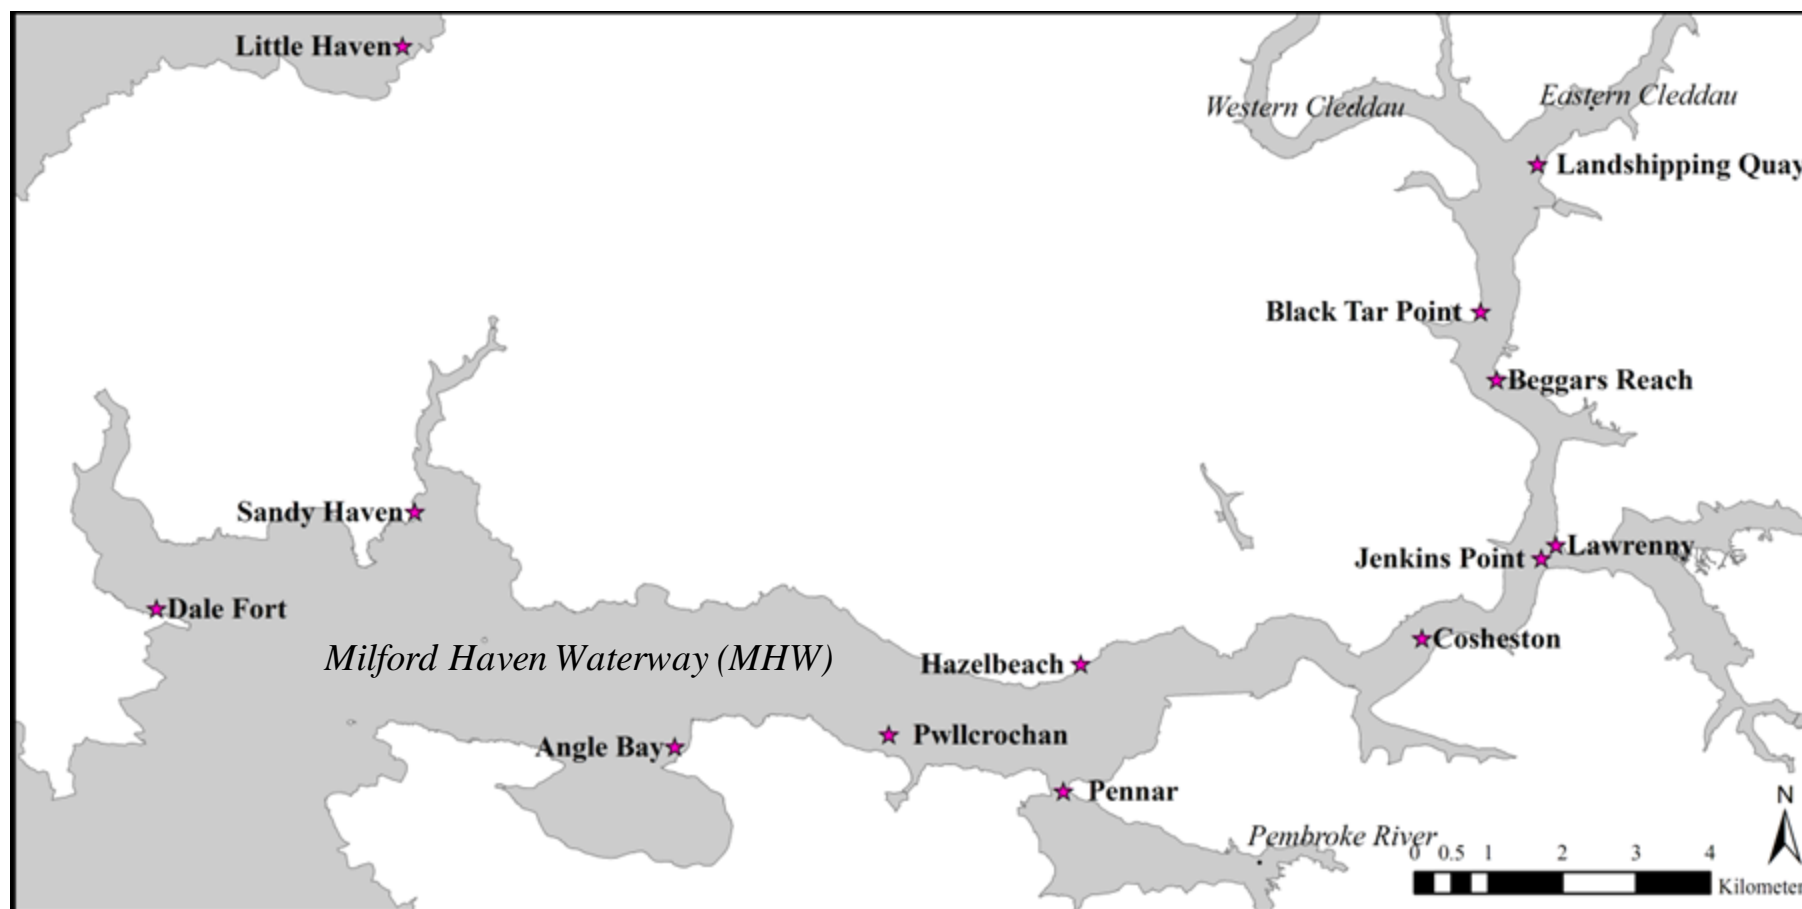 Little Haven
Western Cleddau
Eastern Cleddau
Landshipping Quay
Black Tar Point
Beggars Reach
Sandy Haven
Lawrenny
Jenkins Point
Dale Fort
Cosheston
Milford Haven Waterway (MHW)
Hazelbeach
Pwllcrochan
Angle Bay
Pennar
N
Pembroke River
0 0.5 1 2 3 4
Kilometer